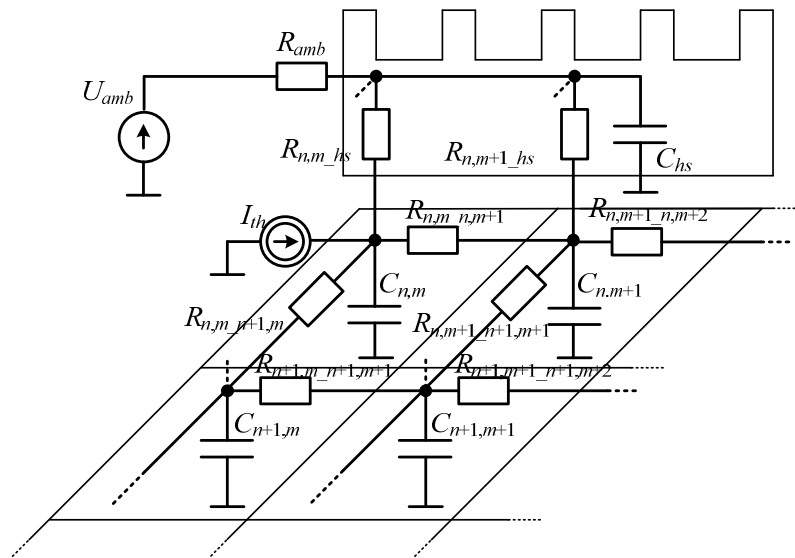 R_amb
U_amb
R_n,m_hs
R_n,m+1_hs
C_hs
I_th
R_n,m_n,m+1
R_n,m+1_n,m+2
C_n,m
C_n.m+1
R_n,m_n+1,m
R_n,m+1_n+1,m+1
R_n+1,m_n+1,m+1
R_n+1,m+1_n+1,m+2
C_n+1,m
C_n+1,m+1